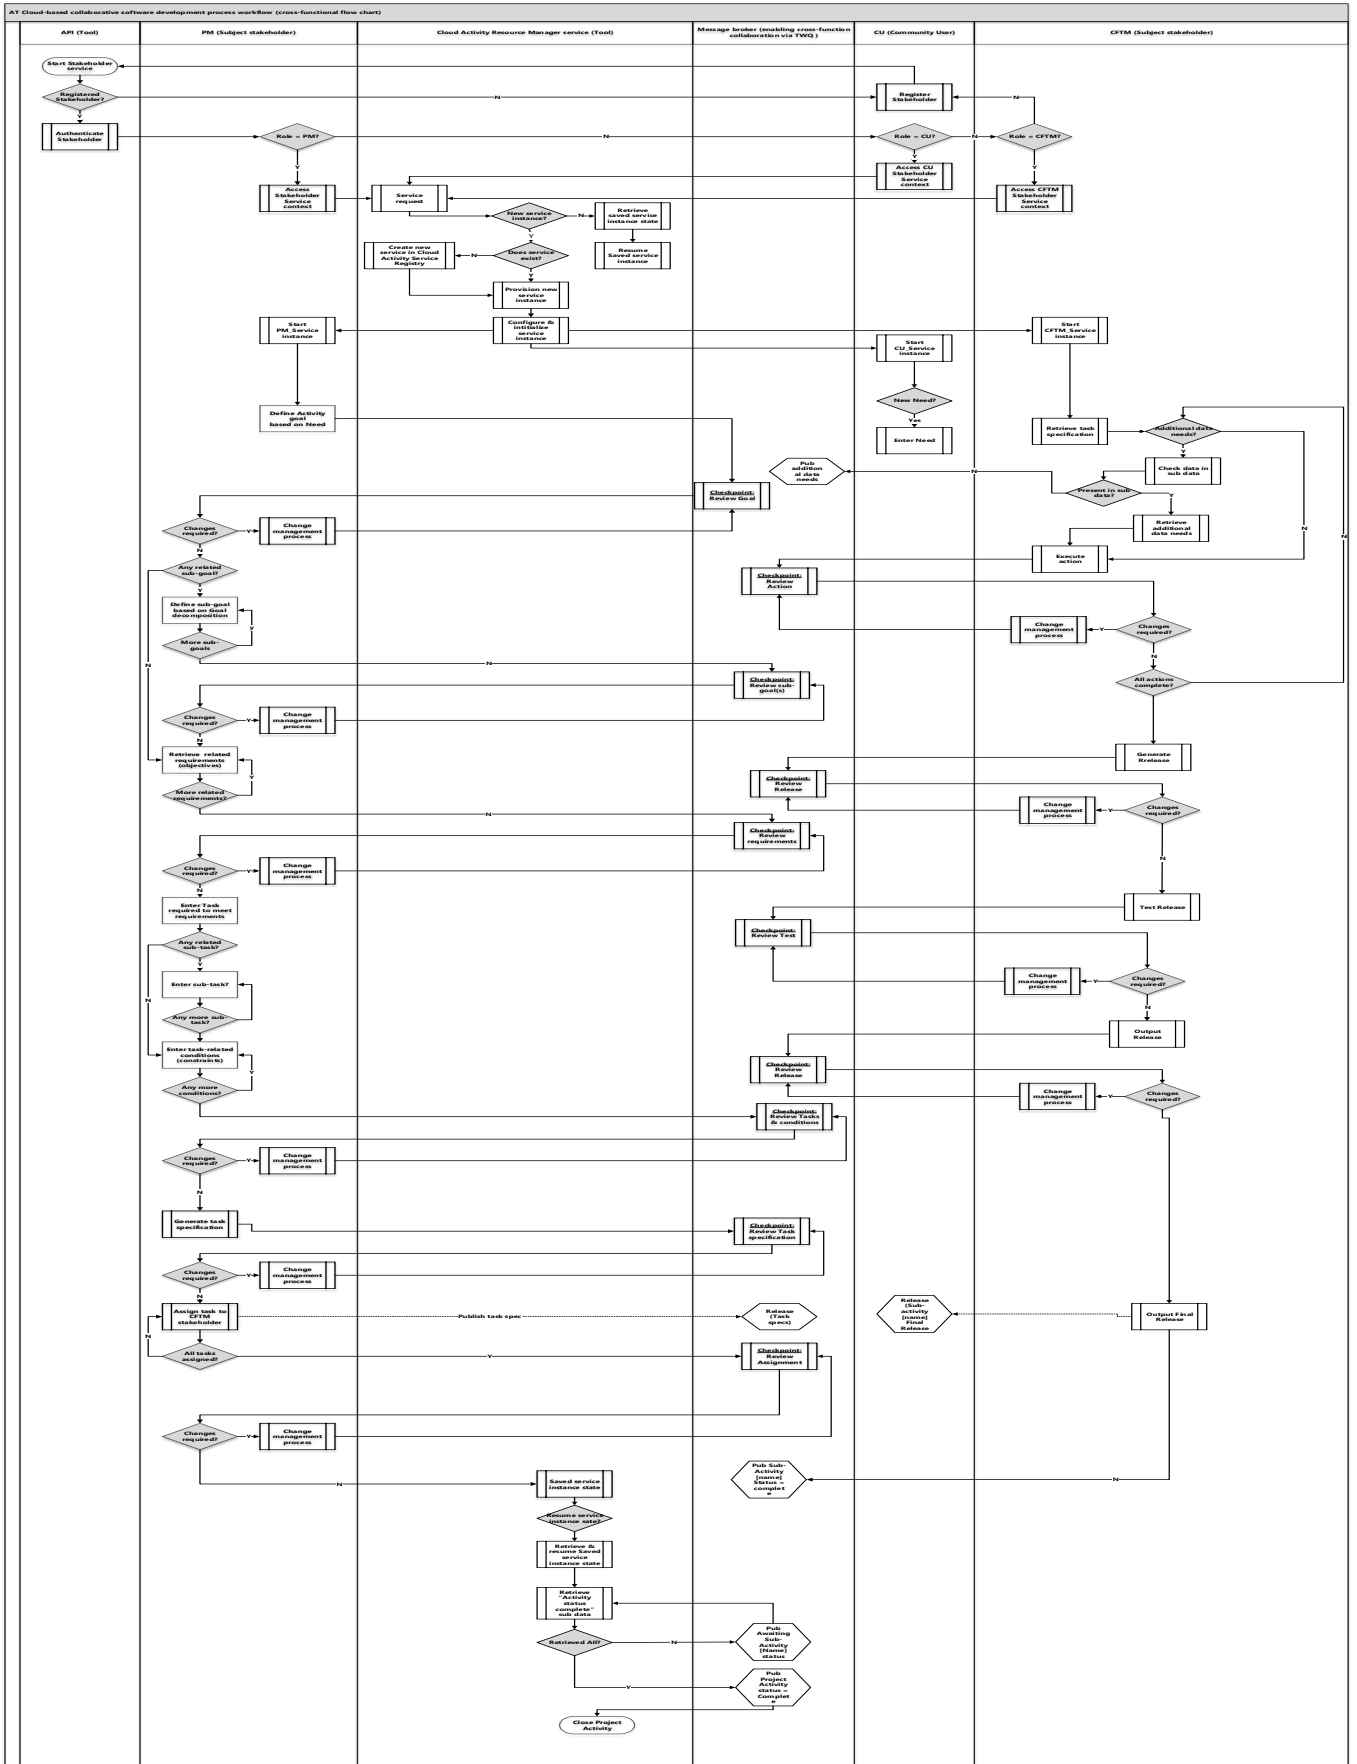 AT Cloud-based collaborative software development process workflow (cross-functional flow chart)
API (Tool)
PM (Subject stakeholder)
Cloud Activity Resource Manager service (Tool)
Message broker (enabling cross-function
collaboration via TWQ )
CU (Community User)
CFTM (Subject stakeholder)
Start Stakeholder
service
Registered
Stakeholder?
N
Register
Stakeholder
N
Y
Authenticate
Stakeholder
Role = PM?
N
Role = CU?
N
Role = CFTM?
Y
Y
Y
Access
Stakeholder
Service
context
Service
request
Access CU
Stakeholder
Service
context
Access CFTM
Stakeholder
Service
context
New service
instance?
N
Retrieve
saved service
instance state
Y
Create new
service in Cloud
Activity Service
Registry
N
Does service
exist?
Resume
Saved service
instance
Y
Provision new
service
instance
Start
PM_Service
instance
Configure &
intitialize
service
instance
Start
CU_Service
instance
Start
CFTM_Service
instance
New Need?
Yes
Enter Need
Define Activity
goal
based on Need
Retrieve task
specification
Additional data
needs?
Y
Check data in
sub data
Pub
addition
al data
needs
N
Present in sub
data?
Y
Retrieve
additional
data needs
N
N
Execute
action
Checkpoint:
Review Goal
Changes
required?
Y
Change
management
process
N
Any related
sub-goal?
Y
Define sub-goal
based on Goal
decomposition
Y
More sub-
goals
N
N
Checkpoint:
Review
Action
Change
management
process
Y
Changes
required?
N
All actions
complete?
Checkpoint:
Review sub-
goal(s)
Changes
required?
Y
Change
management
process
N
Retrieve related
requirements
(objectives)
Y
More related
requirements?
N
Generate
Rrelease
Checkpoint:
Review
Release
Change
management
process
Y
Changes
required?
N
Checkpoint:
Review
requirements
Changes
required?
Y
Change
management
process
N
Enter Task
required to meet
requirements
Test Release
Checkpoint:
Review Test
Any related
sub-task?
Y
Enter sub-task?
N
Any more sub-
task?
Change
management
process
Y
Changes
required?
N
Output
Release
Enter task-related
conditions
(constraints)
Y
Any more
conditions?
Checkpoint:
Review
Release
Change
management
process
Y
Changes
required?
Checkpoint:
Review Tasks
& conditions
Changes
required?
Y
Change
management
process
N
Generate task
specification
Checkpoint:
Review Task
specification
Changes
required?
Y
Change
management
process
N
Assign task to
CFTM
stakeholder
Publish task spec
Release
(Task
specs)
Release
(Sub-
activity
[name]
Final
Release
Output Final
Release
N
All tasks
assigned?
Y
Checkpoint:
Review
Assignment
Changes
required?
Y
Change
management
process
N
Saved service
instance state
Pub Sub-
Activity
[name]
Status =
complet
e
N
Resume service
instance sate?
Retrieve &
resume Saved
service
instance state
Retrieve
"Activity
status
complete"
sub data
Retrieved All?
N
Pub
Awaiting
Sub-
Activity
[Name]
status
Y
Pub
Project
Activity
status =
Complet
e
Close Project
Activity